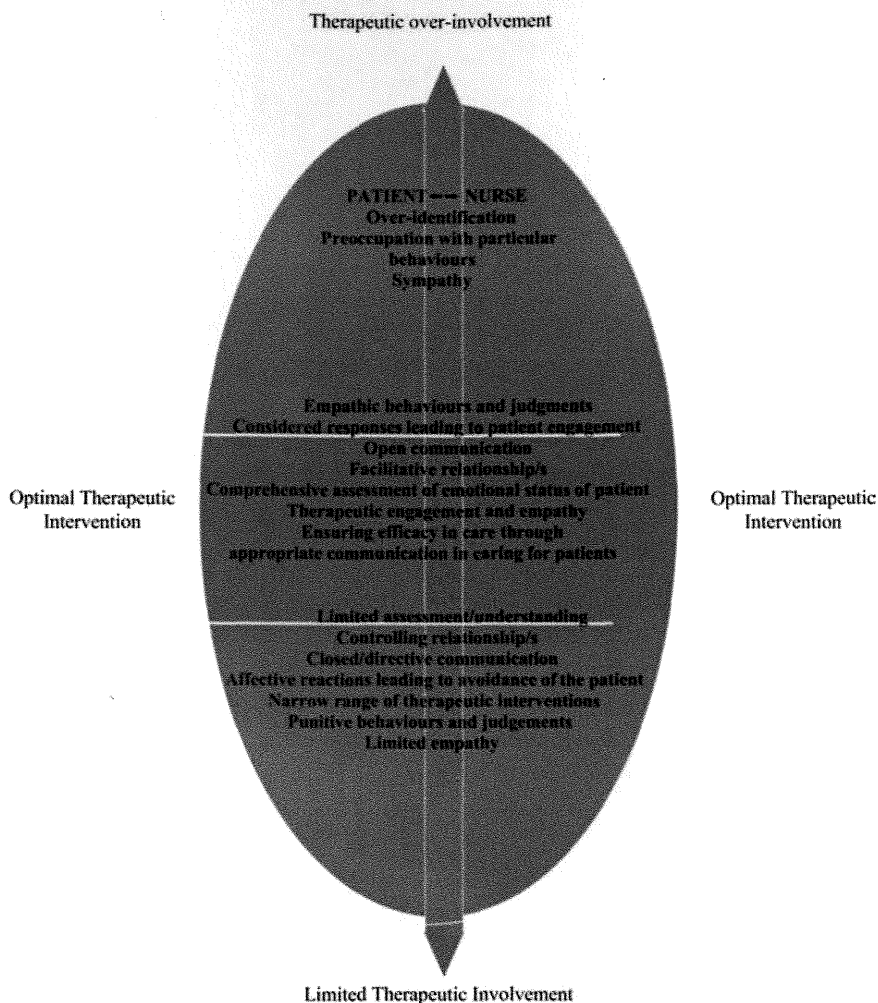 Therapeutic over-involvement
PATIENT —— NURSE
Over-identification
Preoccupation with particular
behaviours
Sympathy
Empathic behaviours and judgments
Considered responses leading to patient engagement
Open communication
Facilitative relationship/s
Comprehensive assessment of emotional status of patient
Therapeutic engagement and empathy
Ensuring efficacy in care through
appropriate communication in caring for patients
Optimal Therapeutic
Intervention
Optimal Therapeutic
Intervention
Limited assessment/understanding
Controlling relationship/s
Closed/directive communication
Affective reactions leading to avoidance of the patient
Narrow range of therapeutic interventions
Punitive behaviours and judgements
Limited empathy
Limited Therapeutic Involvement